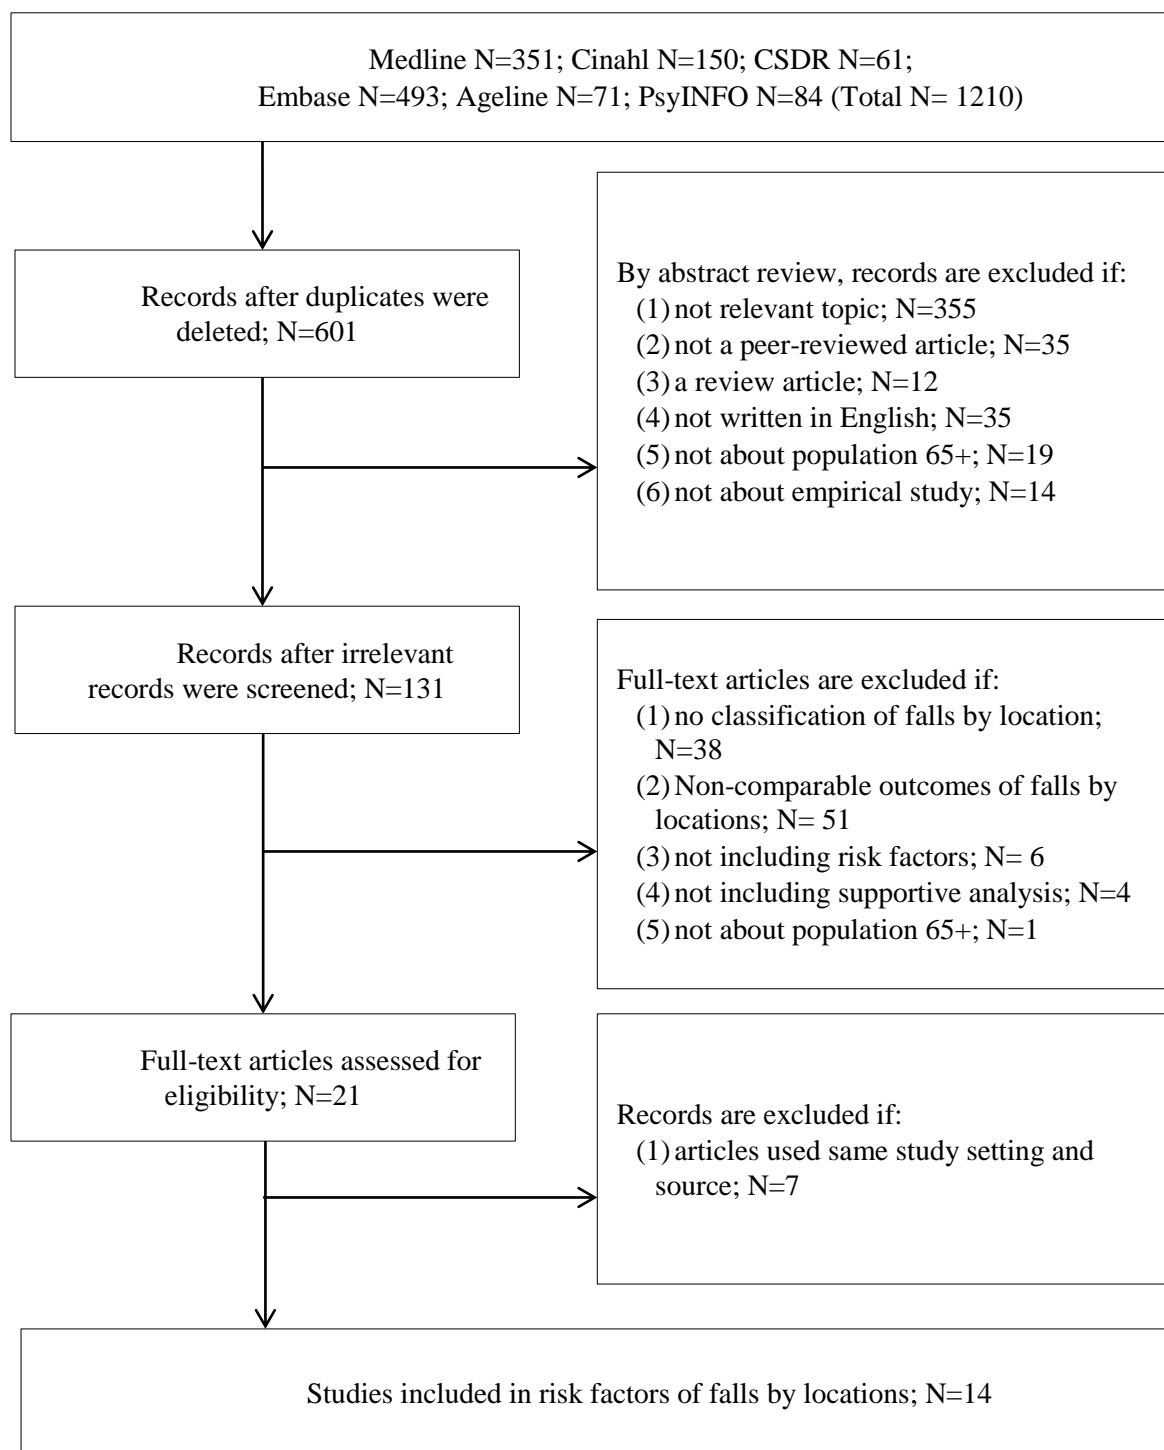 Medline N=351; Cinahl N=150; CSDR N=61;
Embase N=493; Ageline N=71; PsyINFO N=84 (Total N= 1210)
Records after duplicates were
deleted; N=601
By abstract review, records are excluded if:
(1) not relevant topic; N=355
(2) not a peer-reviewed article; N=35
(3) a review article; N=12
(4) not written in English; N=35
(5) not about population 65+; N=19
(6) not about empirical study; N=14
Records after irrelevant
records were screened; N=131
Full-text articles are excluded if:
(1) no classification of falls by location;
N=38
(2) Non-comparable outcomes of falls by
locations; N= 51
(3) not including risk factors; N= 6
(4) not including supportive analysis; N=4
(5) not about population 65+; N=1
Full-text articles assessed for
eligibility; N=21
Records are excluded if:
(1) articles used same study setting and
source; N=7
Studies included in risk factors of falls by locations; N=14